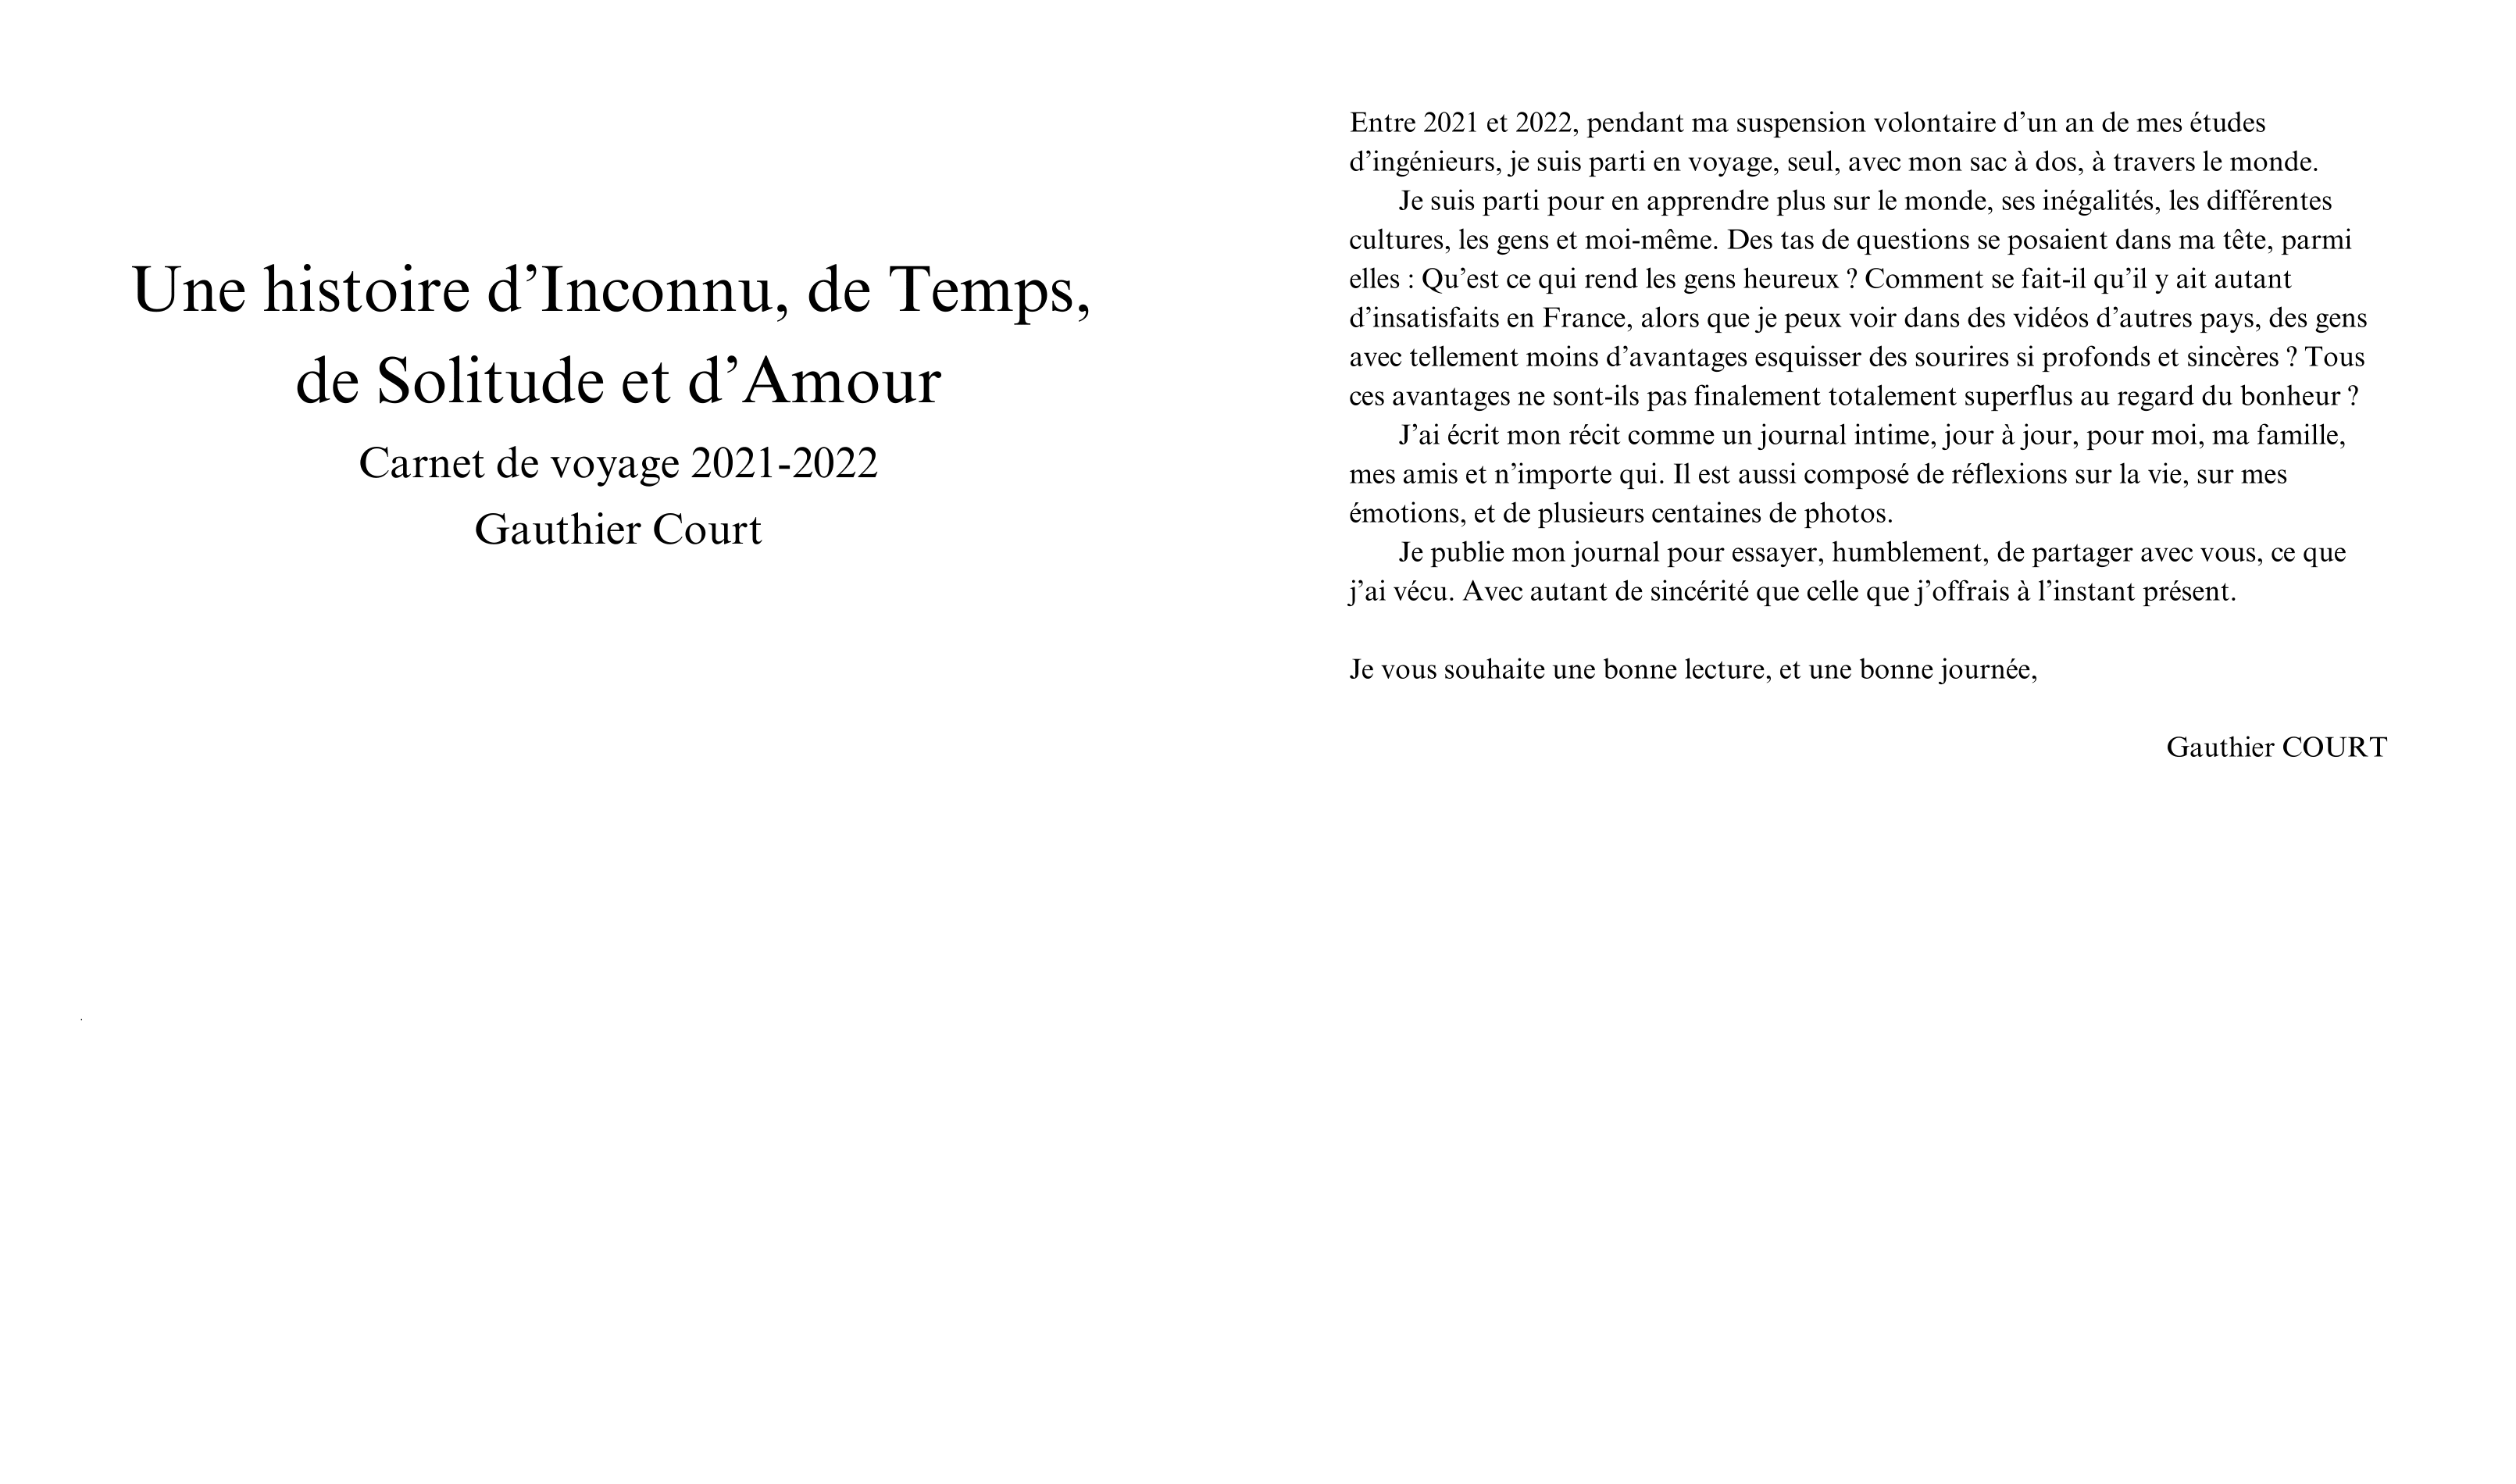 Une histoire d’Inconnu, de Temps,
de Solitude et d’Amour
Carnet de voyage 2021-2022
Gauthier Court
Entre 2021 et 2022, pendant ma suspension volontaire d’un an de mes études
d’ingénieurs, je suis parti en voyage, seul, avec mon sac à dos, à travers le monde.
Je suis parti pour en apprendre plus sur le monde, ses inégalités, les différentes
cultures, les gens et moi-même. Des tas de questions se posaient dans ma tête, parmi
elles : Qu’est ce qui rend les gens heureux ? Comment se fait-il qu’il y ait autant
d’insatisfaits en France, alors que je peux voir dans des vidéos d’autres pays, des gens
avec tellement moins d’avantages esquisser des sourires si profonds et sincères ? Tous
ces avantages ne sont-ils pas finalement totalement superflus au regard du bonheur ?
J’ai écrit mon récit comme un journal intime, jour à jour, pour moi, ma famille,
mes amis et n’importe qui. Il est aussi composé de réflexions sur la vie, sur mes
émotions, et de plusieurs centaines de photos.
Je publie mon journal pour essayer, humblement, de partager avec vous, ce que
j’ai vécu. Avec autant de sincérité que celle que j’offrais à l’instant présent.
Je vous souhaite une bonne lecture, et une bonne journée,
Gauthier COURT